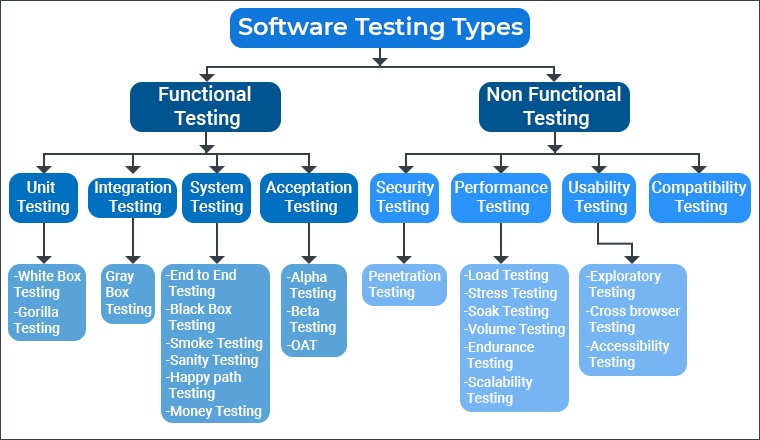 Software Testing Types
Functional
Testing
Non Functional
Testing
Unit
Testing
Integration
Testing
System
Testing
Acceptation
Testing
Security
Testing
Performance
Testing
Usability
Testing
Compatibility
Testing
-White Box
Testing
-Gorilla
Testing
Gray
Box
Testing
-End to End
Testing
-Black Box
Testing
-Smoke Testing
-Sanity Testing
-Happy path
Testing
-Money Testing
-Alpha
Testing
-Beta
Testing
-OAT
Penetration
Testing
-Load Testing
-Stress Testing
-Soak Testing
-Volume Testing
-Endurance
Testing
-Scalability
Testing
-Exploratory
Testing
-Cross browser
Testing
-Accessibility
Testing